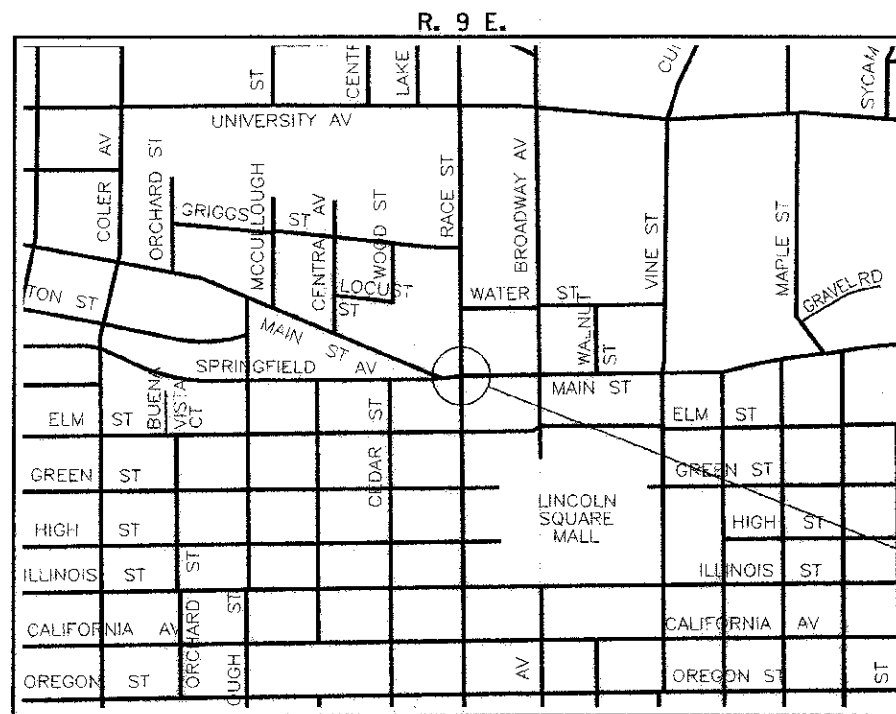 R. 9 E.
ST
CENTR
LAKE
CUI
SYCAM
UNIVERSITY AV
COLER AV
ORCHARD ST
MCCULLOUGH
GRIGGS ST
CENTRAL AV
WOOD ST
RACE ST
BROADWAY AV
VINE ST
MAPLE ST
GRAVEL RD
TON ST
LOCUST
ST
WATER ST
WALNUT
ST
MAIN ST
SPRINGFIELD AV
MAIN ST
BUENA
VISTA
CT
ELM ST
CEDAR ST
ELM ST
GREEN ST
GREEN ST
LINCOLN
SQUARE
MALL
HIGH ST
HIGH ST
ILLINOIS ST
ILLINOIS ST
ORCHARD ST
OUGH ST
CALIFORNIA AV
CALIFORNIA AV
OREGON ST
AV
OREGON ST
ST